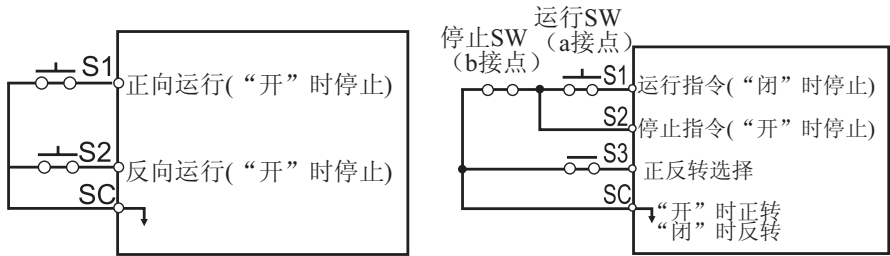 S1
正向运行(“开”时停止)
S2
反向运行(“开”时停止)
SC
停止SW
（b接点）
运行SW
（a接点）
S1
运行指令(“闭”时停止)
S2
停止指令(“开”时停止)
S3
正反转选择
SC
“开”时正转
“闭”时反转